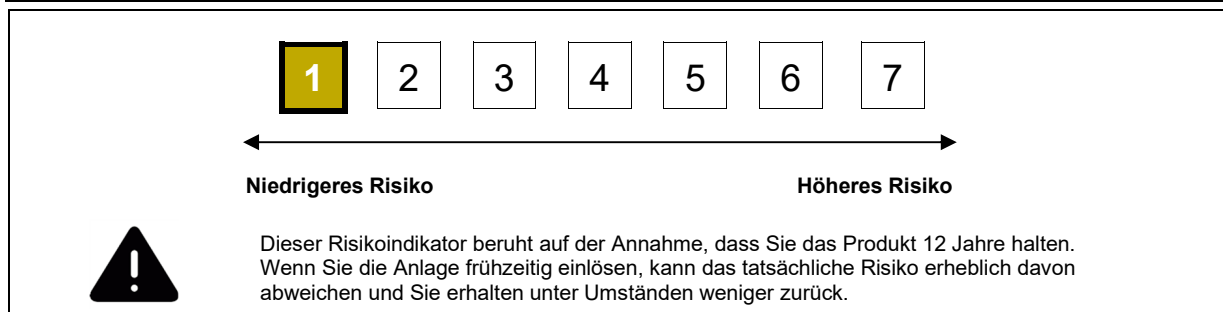 1 2 3 4 5 6 7
Niedrigeres Risiko Höheres Risiko
Dieser Risikoindikator beruht auf der Annahme, dass Sie das Produkt 12 Jahre halten.
Wenn Sie die Anlage frühzeitig einlösen, kann das tatsächliche Risiko erheblich davon
abweichen und Sie erhalten unter Umständen weniger zurück.